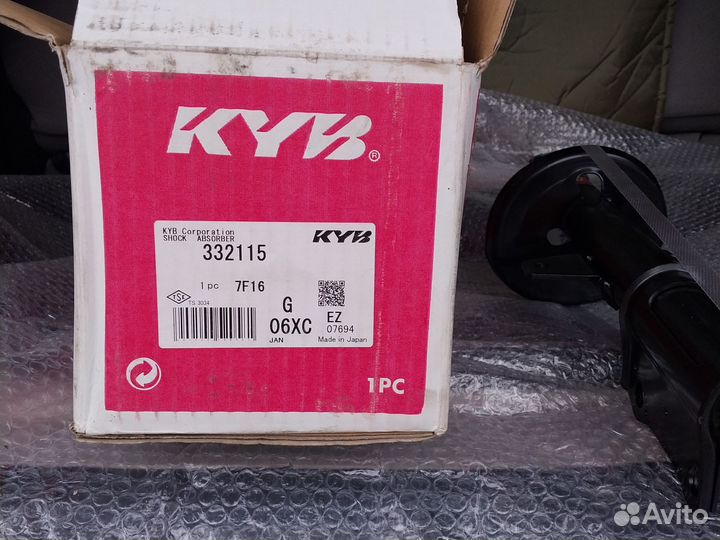 KYB®
KYB Corporation
SHOCK ABSORBER
KYB
332115
1 pc 7F16
TSE
TS 3034
G
06XC
EZ
07694
JAN
Made in Japan
1PC
Avito